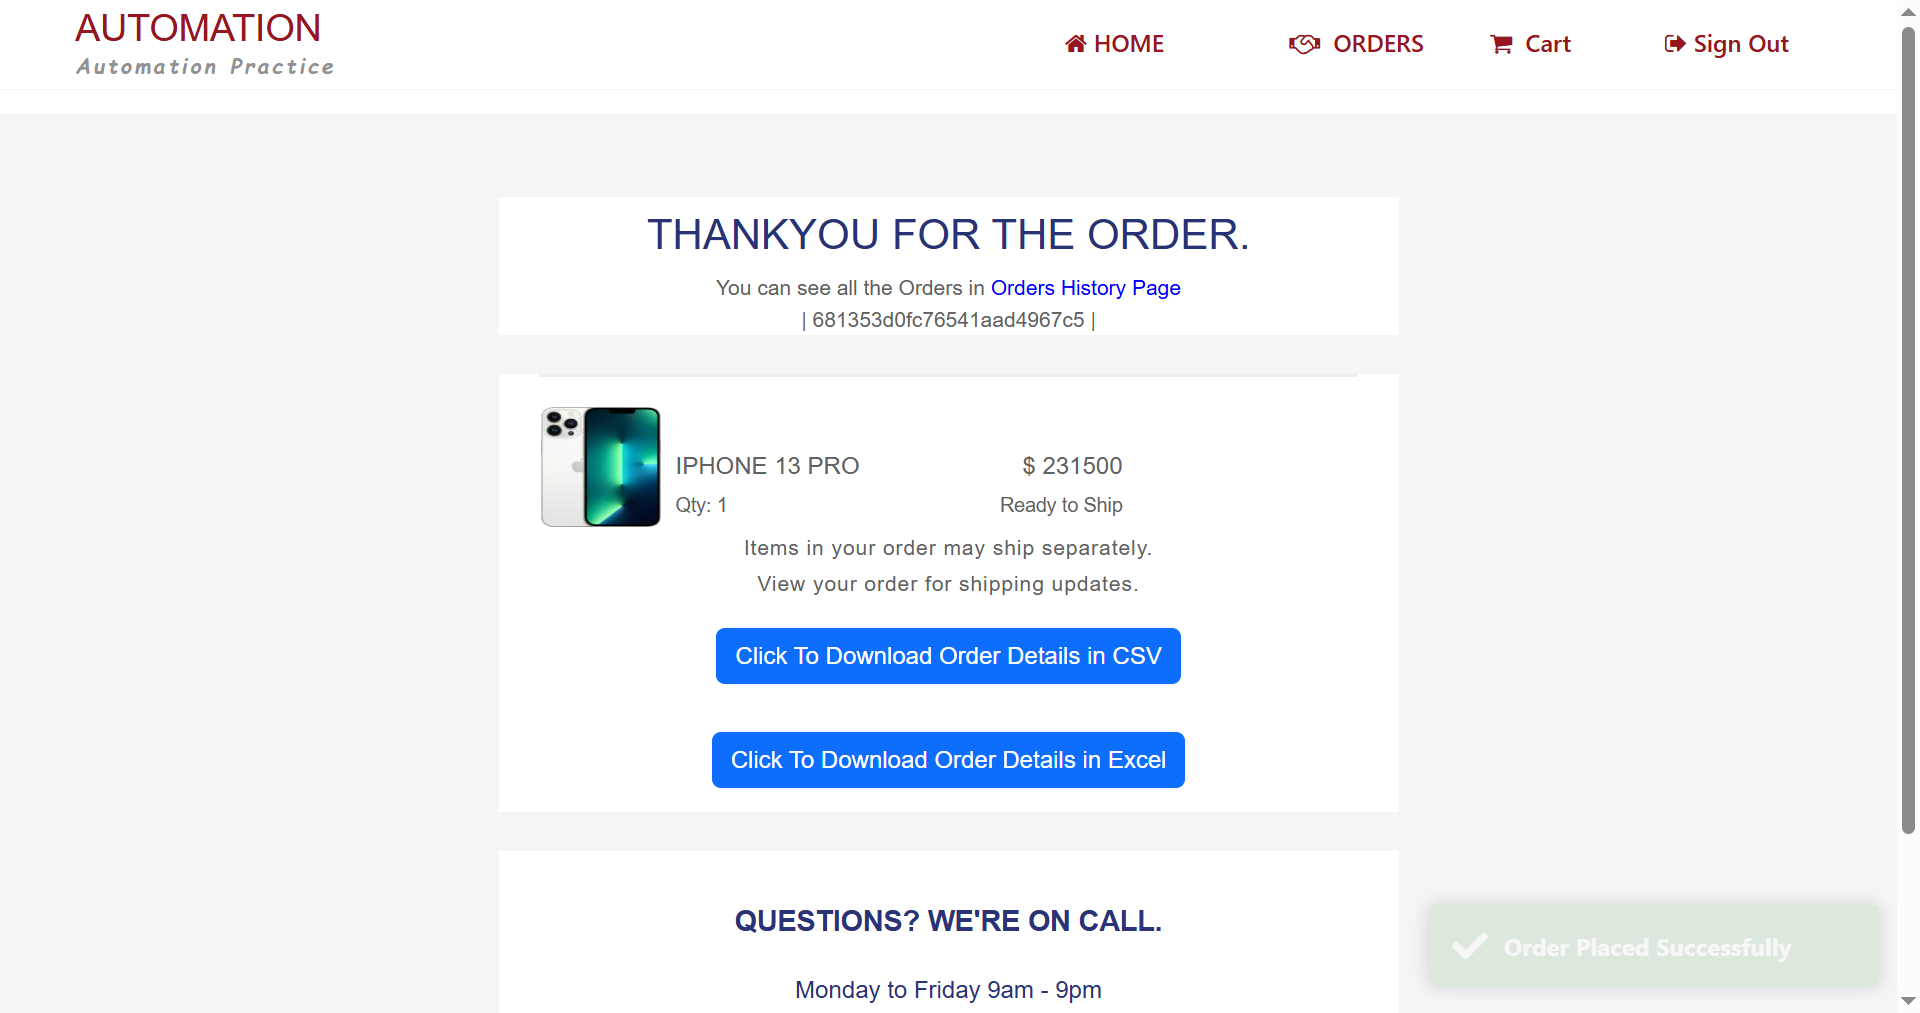 AUTOMATION
Automation Practice
HOME
ORDERS
Cart
Sign Out
THANKYOU FOR THE ORDER.
You can see all the Orders in Orders History Page
| 681353d0fc76541aad4967c5 |
IPHONE 13 PRO
$ 231500
Qty: 1
Ready to Ship
Items in your order may ship separately.
View your order for shipping updates.
Click To Download Order Details in CSV
Click To Download Order Details in Excel
QUESTIONS? WE'RE ON CALL.
Monday to Friday 9am - 9pm
Order Placed Successfully